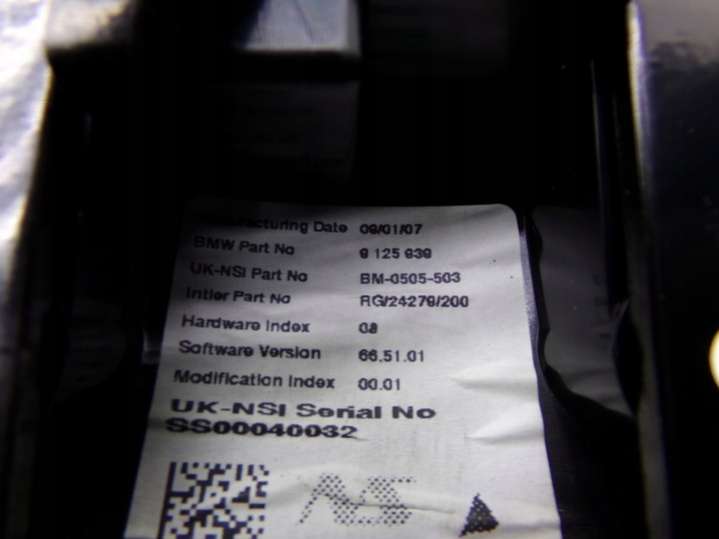 Manufacturing Date 09/01/07
BMW Part No 9 125 939
UK-NSI Part No BM-0505-503
Intier Part No RG/24279/200
Hardware Index 08
Software Version 66.51.01
Modification Index 00.01
UK-NSI Serial No
SS00040032